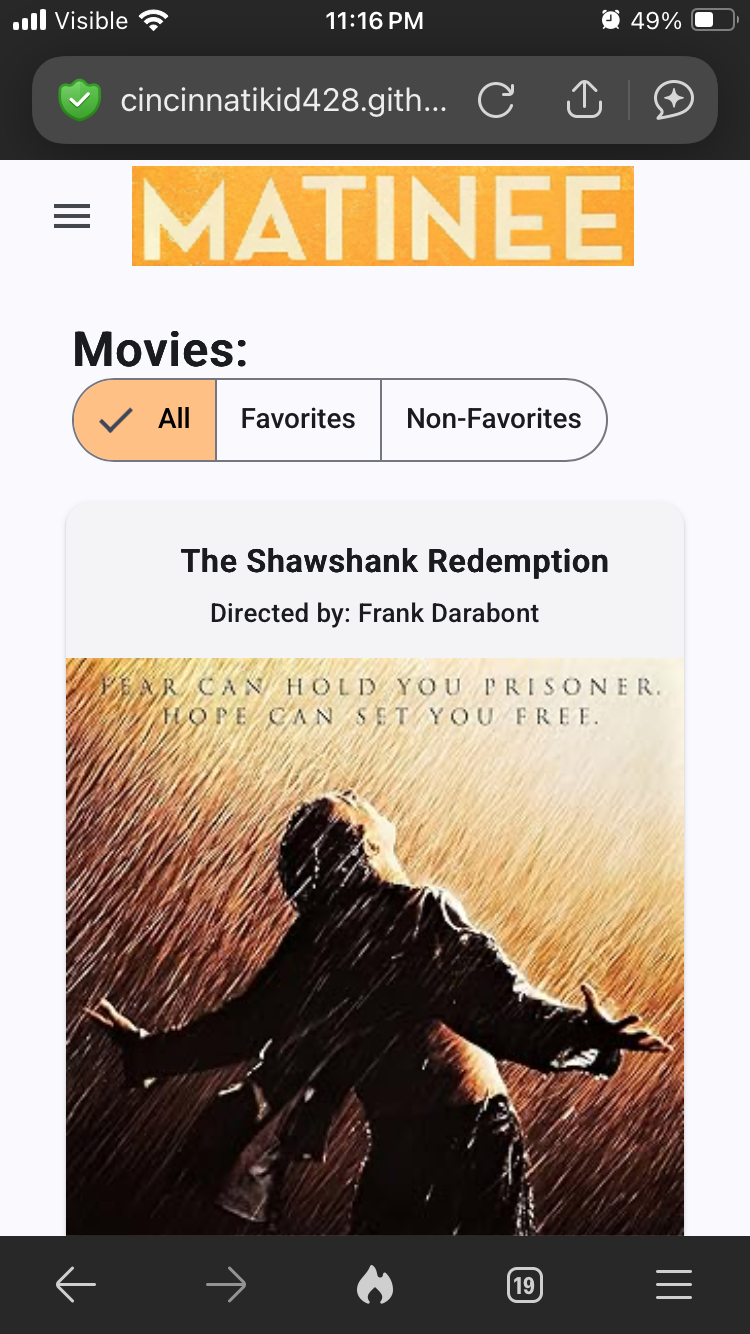 Visible 11:16 PM 49%
cincinnatikid428.gith...
MATINEE
Movies:
All Favorites Non-Favorites
The Shawshank Redemption
Directed by: Frank Darabont
FEAR CAN HOLD YOU PRISONER.
HOPE CAN SET YOU FREE.
19